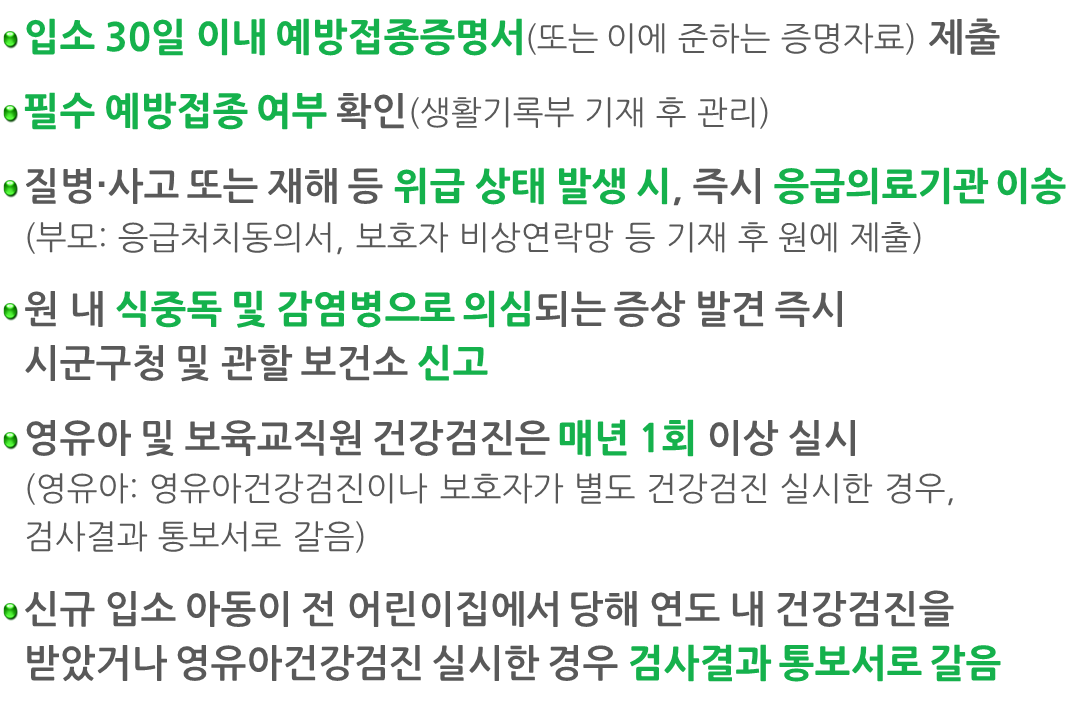 입소 30일 이내 예방접종증명서(또는 이에 준하는 증명자료) 제출
필수 예방접종 여부 확인(생활기록부 기재 후 관리)
질병·사고 또는 재해 등 위급 상태 발생 시, 즉시 응급의료기관 이송
(부모: 응급처치동의서, 보호자 비상연락망 등 기재 후 원에 제출)
원 내 식중독 및 감염병으로 의심되는 증상 발견 즉시
시군구청 및 관할 보건소 신고
영유아 및 보육교직원 건강검진은 매년 1회 이상 실시
(영유아: 영유아건강검진이나 보호자가 별도 건강검진 실시한 경우,
검사결과 통보서로 갈음)
신규 입소 아동이 전 어린이집에서 당해 연도 내 건강검진을
받았거나 영유아건강검진 실시한 경우 검사결과 통보서로 갈음